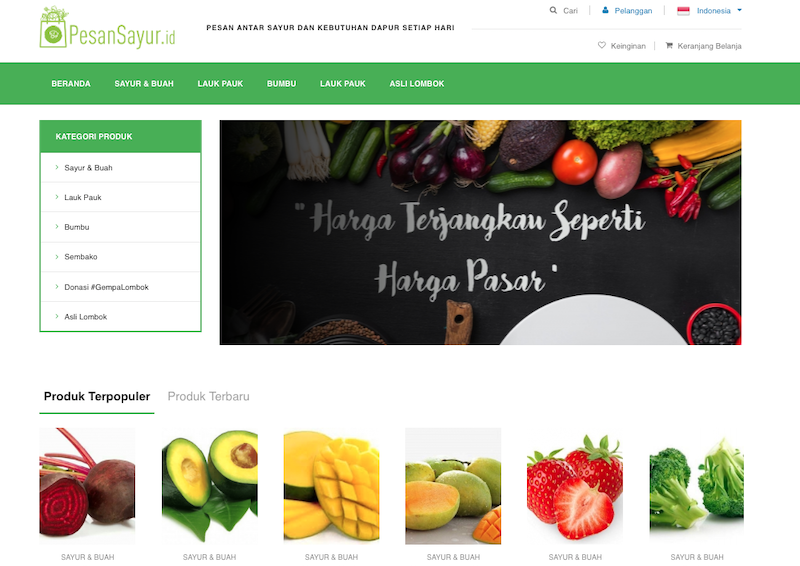 PesanSayur.id
PESAN ANTAR SAYUR DAN KEBUTUHAN DAPUR SETIAP HARI
Cari
Pelanggan
Indonesia
Keinginan
Keranjang Belanja
BERANDA
SAYUR & BUAH
LAUK PAUK
BUMBU
LAUK PAUK
ASLI LOMBOK
KATEGORI PRODUK
Sayur & Buah
Lauk Pauk
Bumbu
Sembako
Donasi #GempaLombok
Asli Lombok
"Harga Terjangkau Seperti
Harga Pasar"
Produk Terpopuler
Produk Terbaru
SAYUR & BUAH
SAYUR & BUAH
SAYUR & BUAH
SAYUR & BUAH
SAYUR & BUAH
SAYUR & BUAH